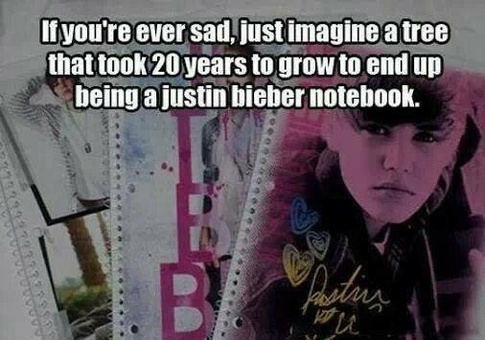 If you're ever sad, just imagine a tree
that took 20 years to grow to end up
being a justin bieber notebook.
B
B
Justin